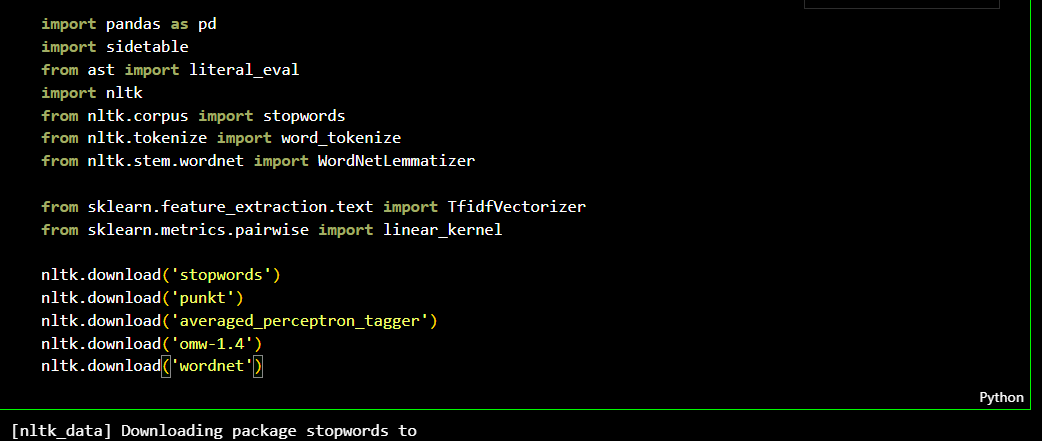 import pandas as pd
import sidetable
from ast import literal_eval
import nltk
from nltk.corpus import stopwords
from nltk.tokenize import word_tokenize
from nltk.stem.wordnet import WordNetLemmatizer
from sklearn.feature_extraction.text import TfidfVectorizer
from sklearn.metrics.pairwise import linear_kernel
nltk.download('stopwords')
nltk.download('punkt')
nltk.download('averaged_perceptron_tagger')
nltk.download('omw-1.4')
nltk.download('wordnet')
Python
[nltk_data] Downloading package stopwords to